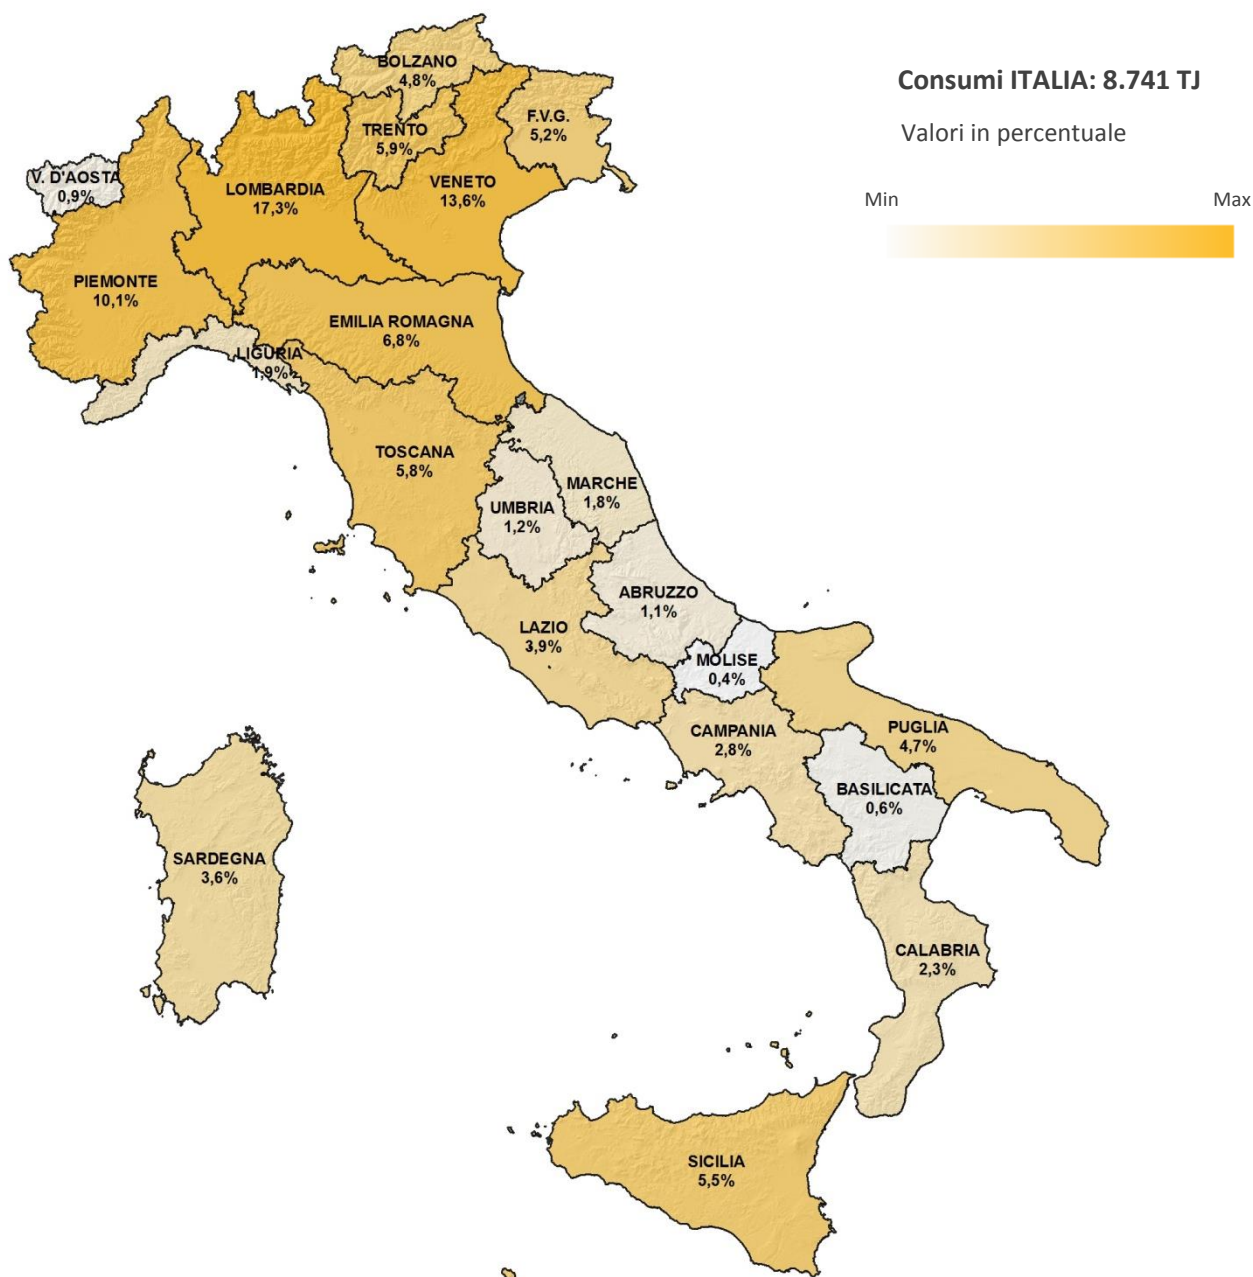 Consumi ITALIA: 8.741 TJ
Valori in percentuale
Min
Max
BOLZANO
4,8%
TRENTO
5,9%
F.V.G.
5,2%
V. D'AOSTA
0,9%
LOMBARDIA
17,3%
VENETO
13,6%
PIEMONTE
10,1%
EMILIA ROMAGNA
6,8%
LIGURIA
1,9%
TOSCANA
5,8%
MARCHE
1,8%
UMBRIA
1,2%
ABRUZZO
1,1%
LAZIO
3,9%
MOLISE
0,4%
CAMPANIA
2,8%
PUGLIA
4,7%
BASILICATA
0,6%
SARDEGNA
3,6%
CALABRIA
2,3%
SICILIA
5,5%